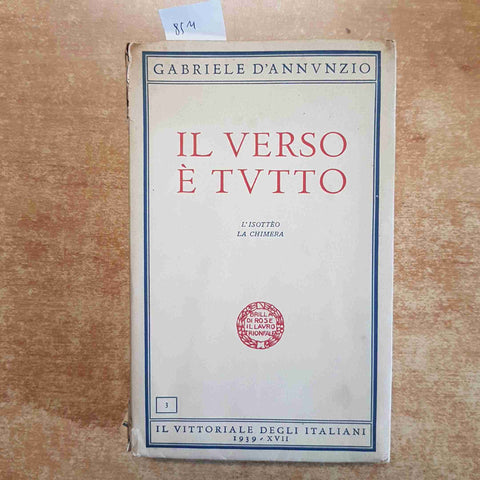 85M
GABRIELE D'ANNVNZIO
IL VERSO
È TVTTO
L'ISOTTÈO
LA CHIMERA
BRILLA
DI ROSE
IL LAVRO
TRIONFALE
3
IL VITTORIALE DEGLI ITALIANI
1939 - XVII